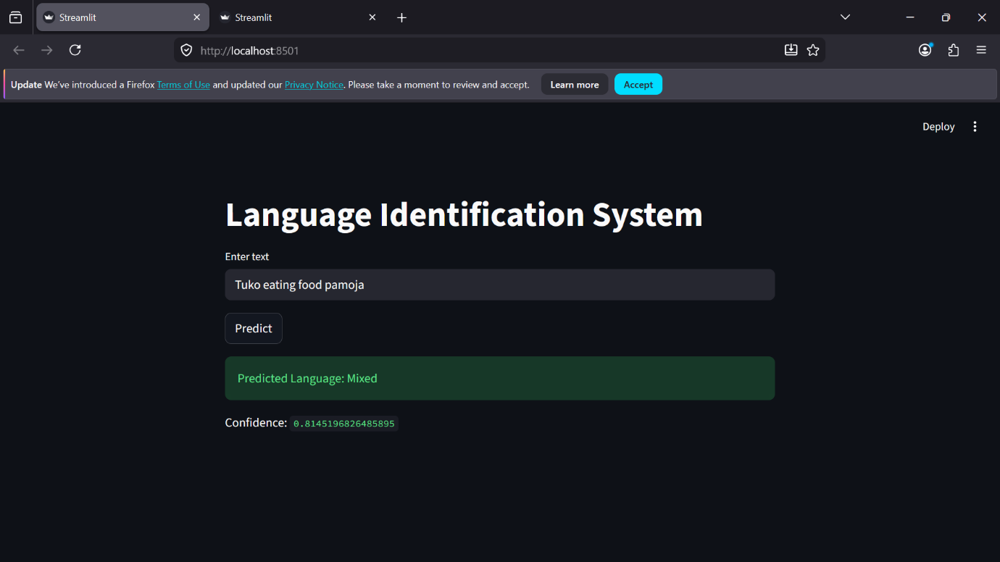 Streamlit
Streamlit
http://localhost:8501
Update We've introduced a Firefox Terms of Use and updated our Privacy Notice. Please take a moment to review and accept. Learn more Accept
Deploy
Language Identification System
Enter text
Tuko eating food pamoja
Predict
Predicted Language: Mixed
Confidence: 0.8145196826485895